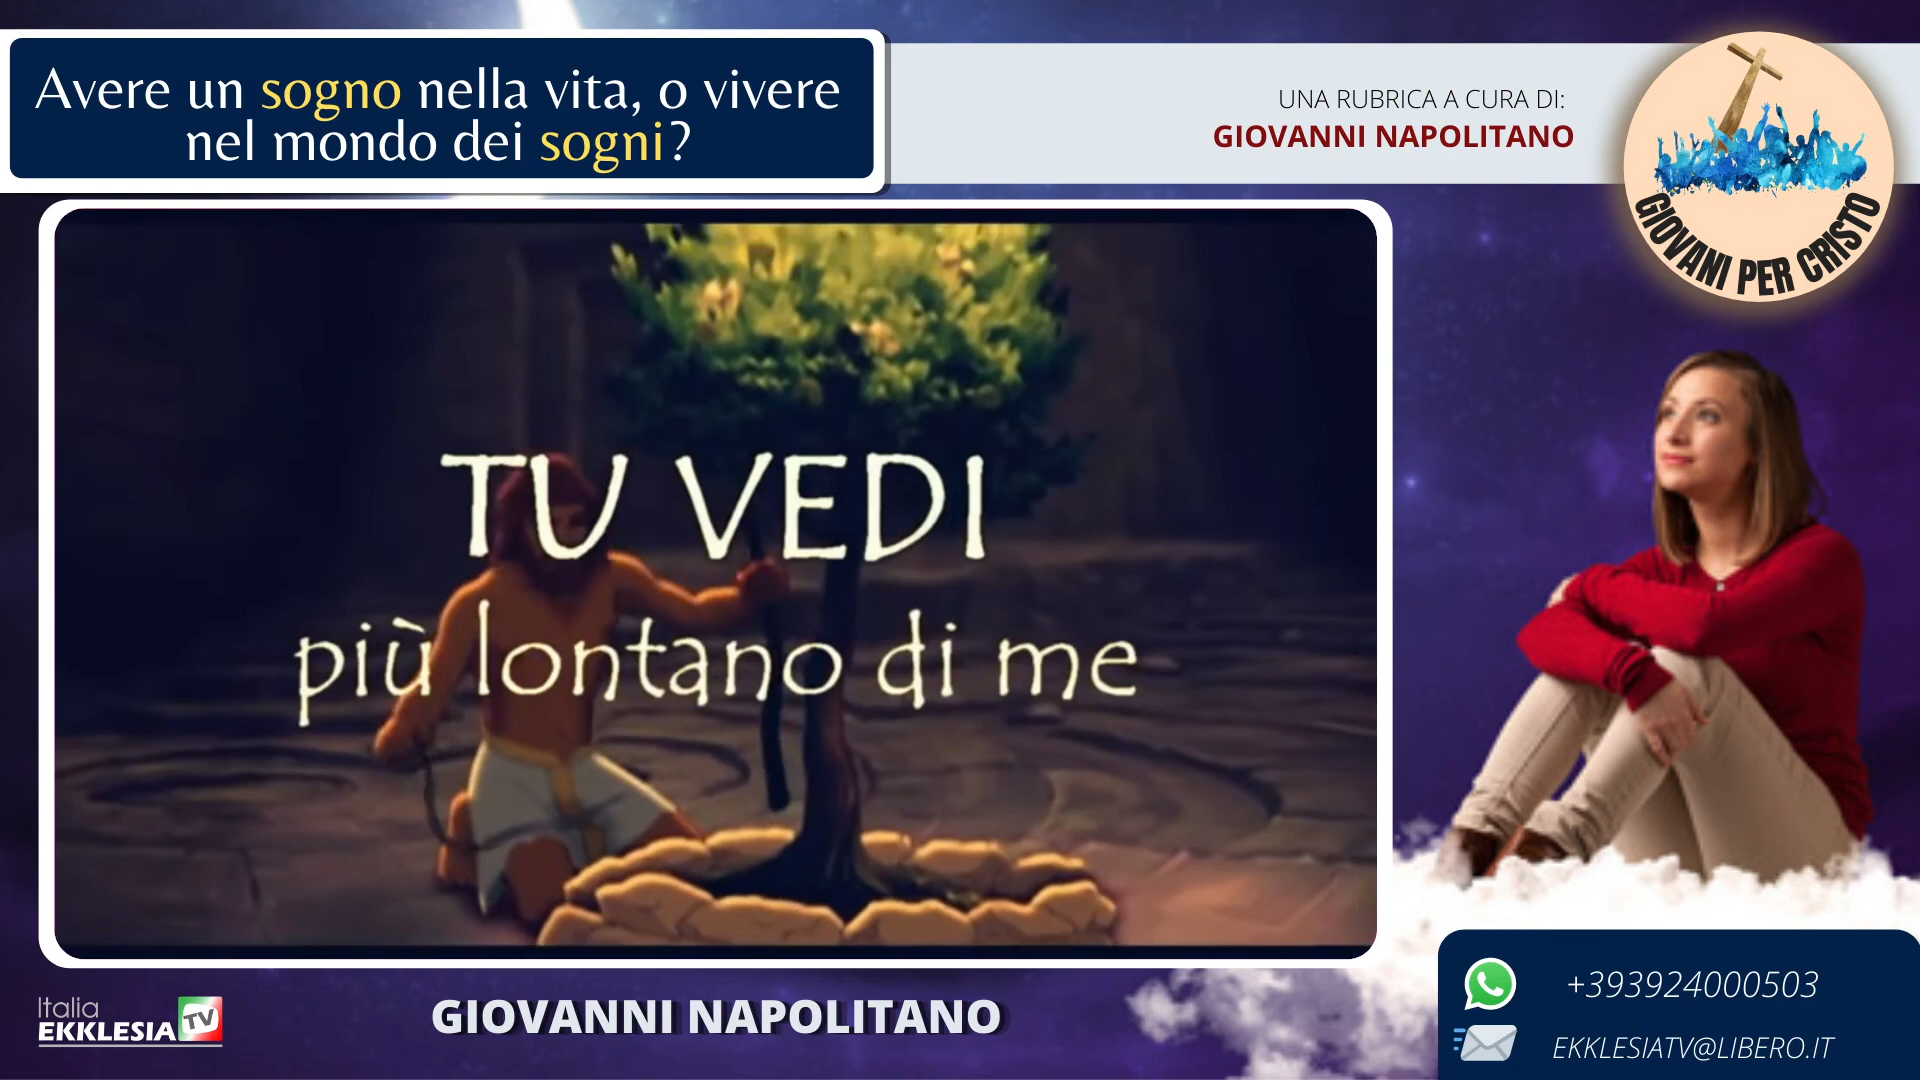 Avere un sogno nella vita, o vivere
nel mondo dei sogni?
UNA RUBRICA A CURA DI:
GIOVANNI NAPOLITANO
GIOVANI PER CRISTO
TU VEDI
più lontano di me
Italia
EKKLESIA TV
GIOVANNI NAPOLITANO
+393924000503
EKKLESIATV@LIBERO.IT